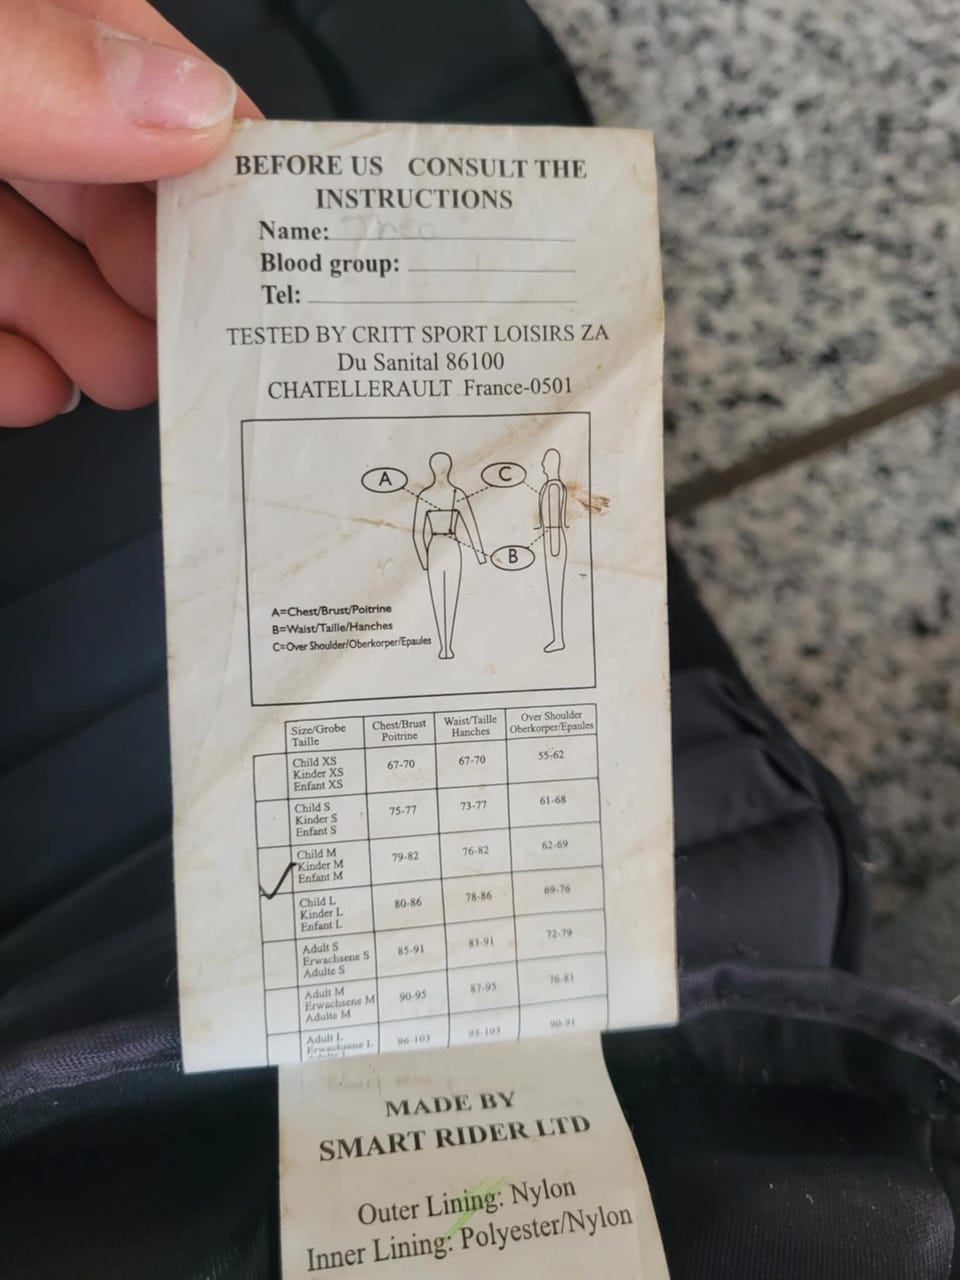 BEFORE US CONSULT THE
INSTRUCTIONS
Name:
Blood group:
Tel:
TESTED BY CRITT SPORT LOISIRS ZA
Du Sanital 86100
CHATELLERAULT France-0501
A
C
B
A=Chest/Brust/Poitrine
B=Waist/Taille/Hanches
C=Over Shoulder/Oberkorper/Epaules
Size/Grobe Taille Chest/Brust Poitrine Waist/Taille Hanches Over Shoulder Oberkorper/Epaules
Child XS Kinder XS Enfant XS 67-70 67-70 55-62
Child S Kinder S Enfant S 75-77 73-77 61-68
Child M Kinder M Enfant M 79-82 76-82 62-69
Child L Kinder L Enfant L 80-86 78-86 69-76
Adult S Erwachsene S Adulte S 85-91 83-91 72-79
Adult M Erwachsene M Adulte M 90-95 87-95 76-83
Adult L Erwachsene L 96-103 95-103 90-91
MADE BY
SMART RIDER LTD
Outer Lining: Nylon
Inner Lining: Polyester/Nylon